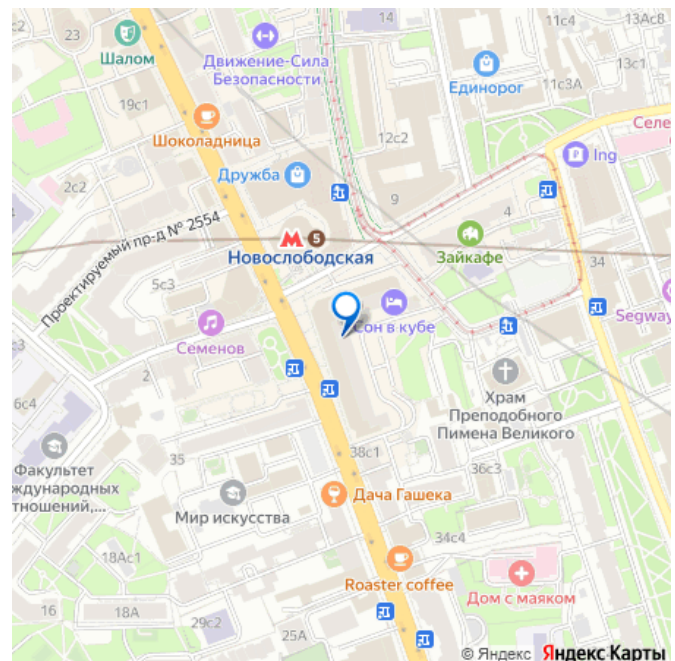 11с4
13Ас8
23
Шалом
Движение-Сила
Безопасности
13с1
Единорог
11с3А
19с1
Шоколадница
12с2
Селе
Ing
Дружба
2с2
9
4
Проектируемый пр-д № 2554
5
Новослободская
Зайкафе
34
5с3
Сон в кубе
Segway
Семенов
2
Храм
Преподобного
Пимена Великого
6с4
38с1
35
36с3
Факультет
ждународных
тношений,...
Дача Гашека
Мир искусства
34с4
18Ас1
Roaster coffee
Дом с маяком
16
18А
29с2
25А
© Яндекс Яндекс Карты